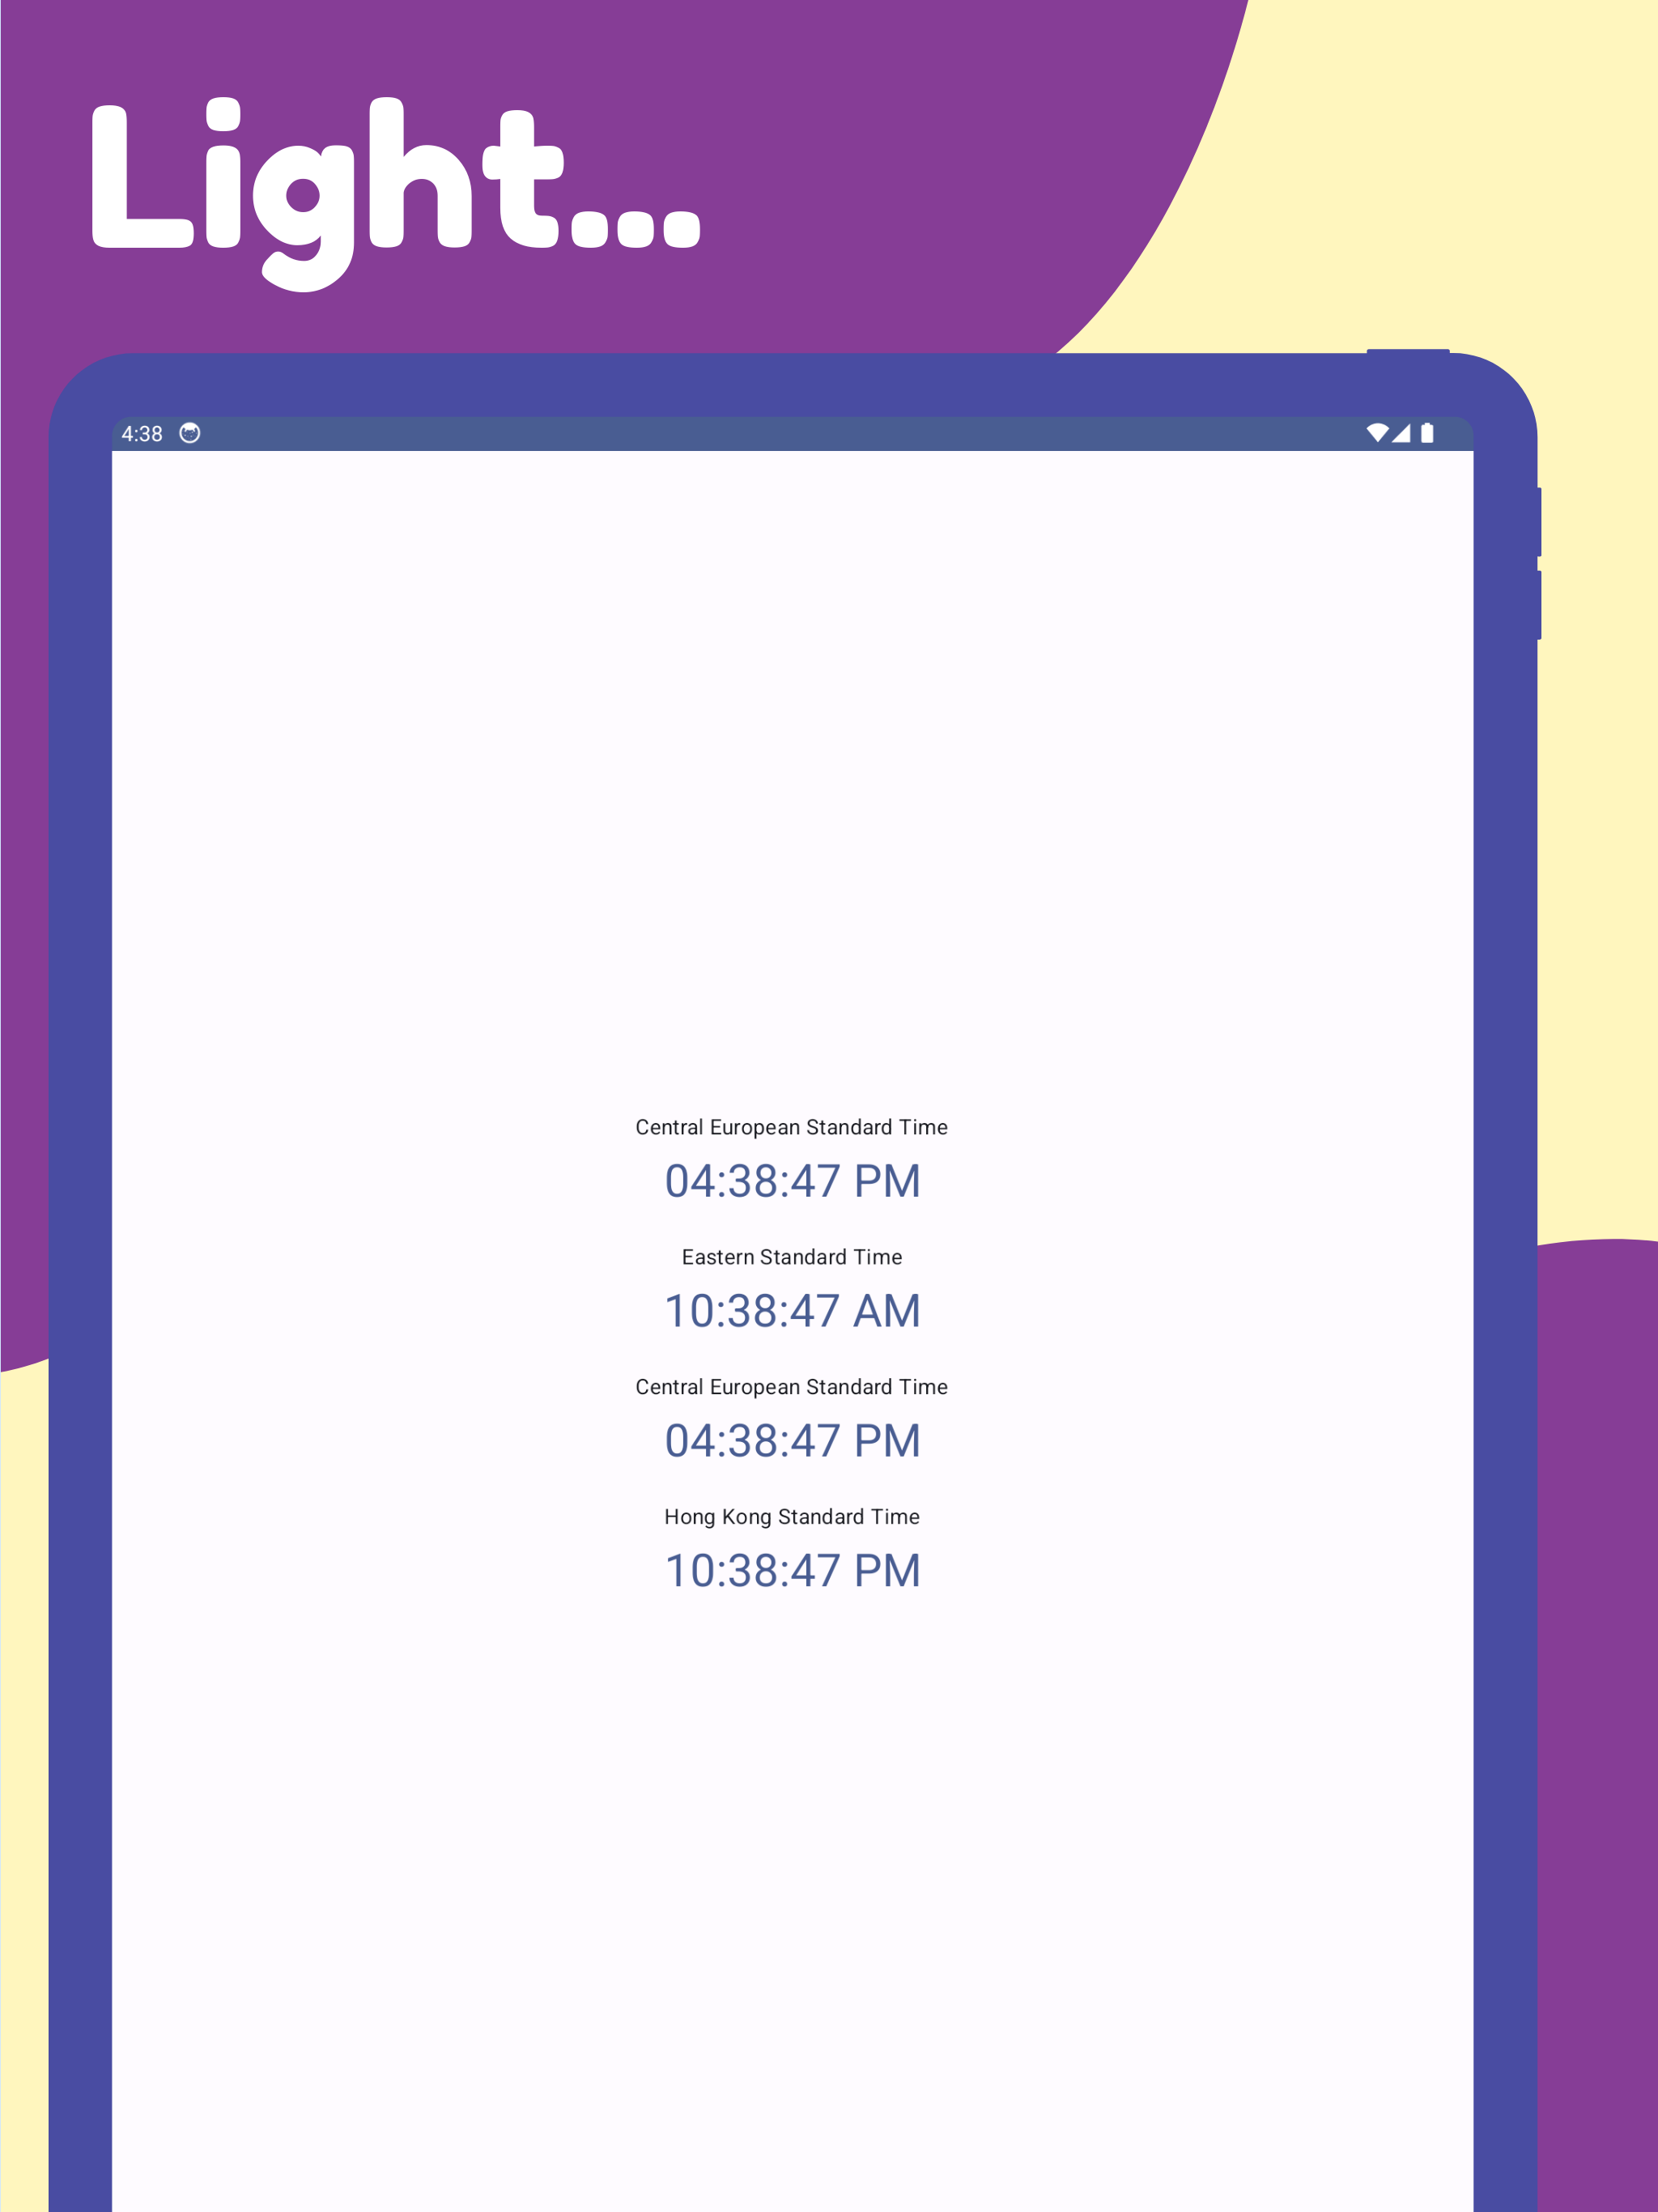 Light...
4:38
Central European Standard Time
04:38:47 PM
Eastern Standard Time
10:38:47 AM
Central European Standard Time
04:38:47 PM
Hong Kong Standard Time
10:38:47 PM